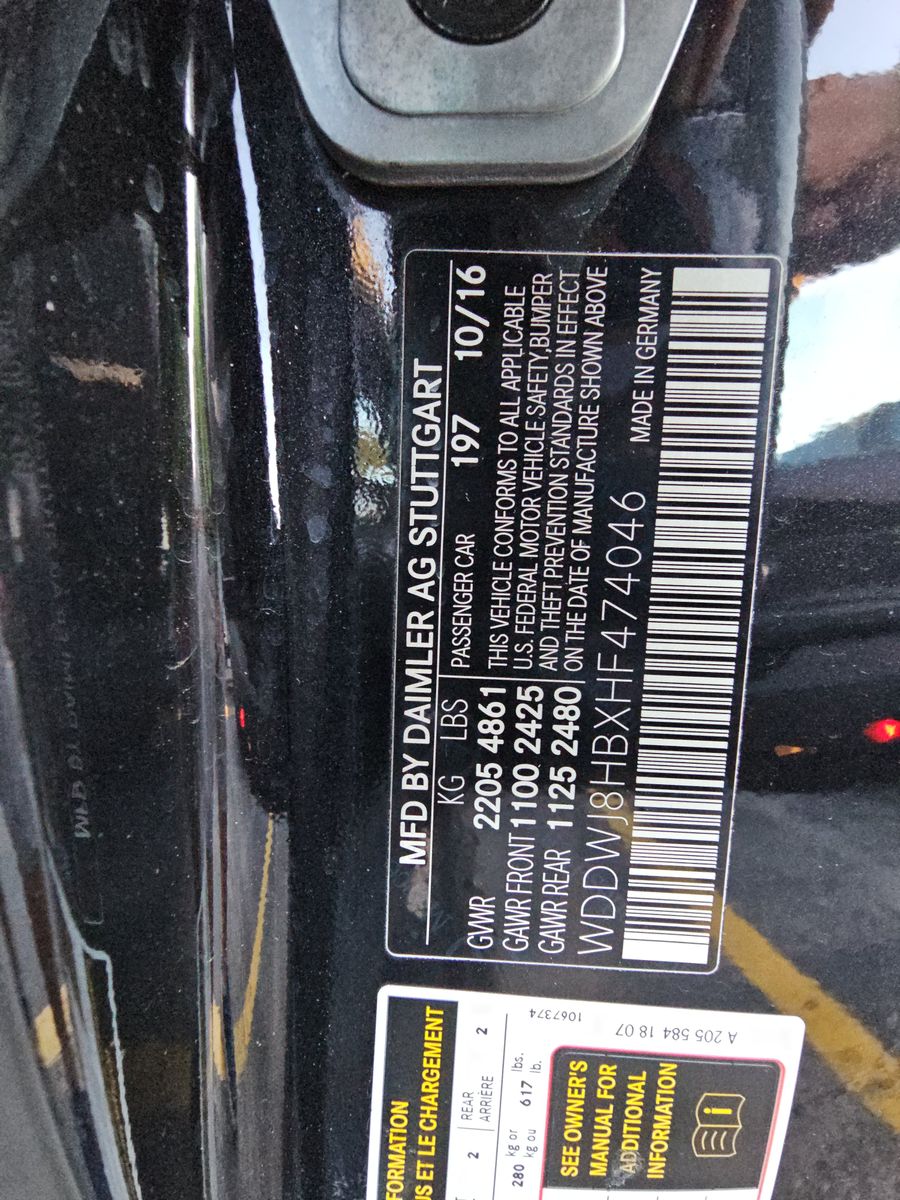 MFD BY DAIMLER AG STUTTGART
KG LBS PASSENGER CAR 197 10/16
GVWR 2205 4861
GAWR FRONT 1100 2425
GAWR REAR 1125 2480
THIS VEHICLE CONFORMS TO ALL APPLICABLE
U.S. FEDERAL MOTOR VEHICLE SAFETY,BUMPER
AND THEFT PREVENTION STANDARDS IN EFFECT
ON THE DATE OF MANUFACTURE SHOWN ABOVE
WDDWJ8HBXHF474046 MADE IN GERMANY
FORMATION
US ET LE CHARGEMENT
2 REAR 2
ARRIÈRE
280 kg or 617 lbs.
kg ou lb.
1067374
SEE OWNER'S
MANUAL FOR
ADDITIONAL
INFORMATION
A 205 584 18 07